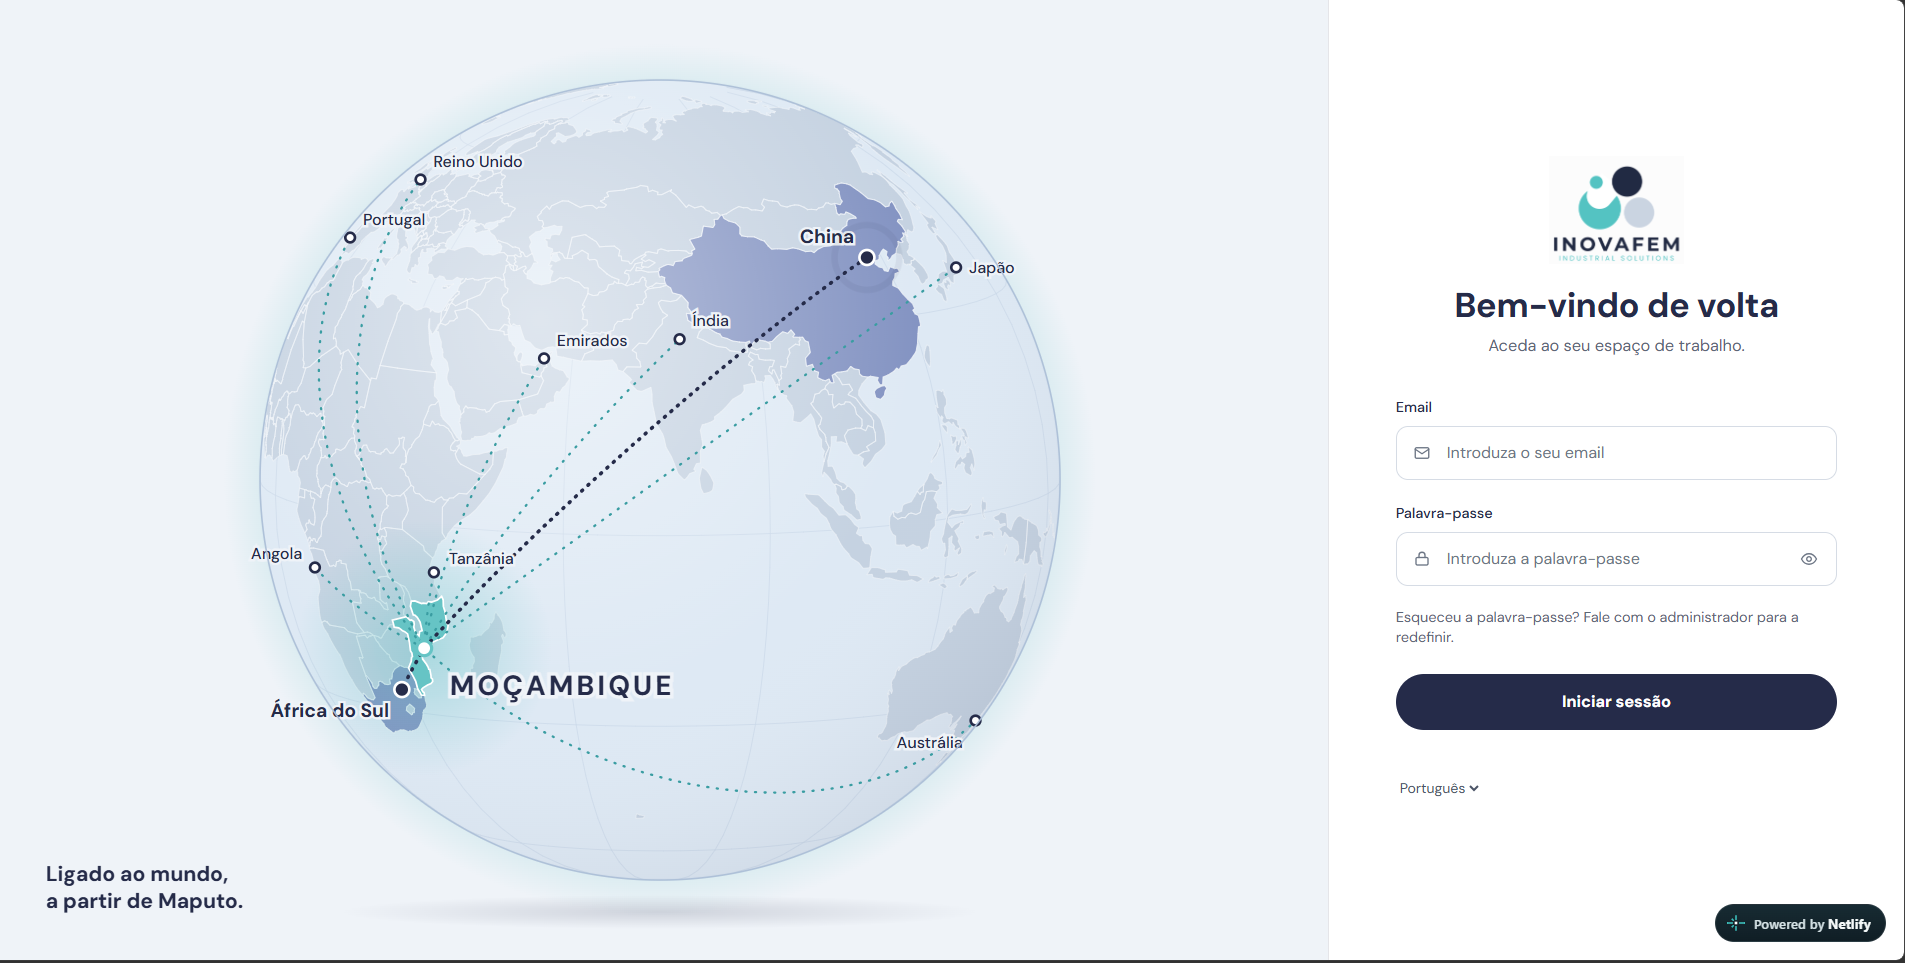 Reino Unido
Portugal
China
Japão
Índia
Emirados
Angola
Tanzânia
MOÇAMBIQUE
África do Sul
Austrália
Ligado ao mundo,
a partir de Maputo.
INOVAFEM
INDUSTRIAL SOLUTIONS
Bem-vindo de volta
Aceda ao seu espaço de trabalho.
Email
Introduza o seu email
Palavra-passe
Introduza a palavra-passe
Esqueceu a palavra-passe? Fale com o administrador para a
redefinir.
Iniciar sessão
Português
Powered by Netlify